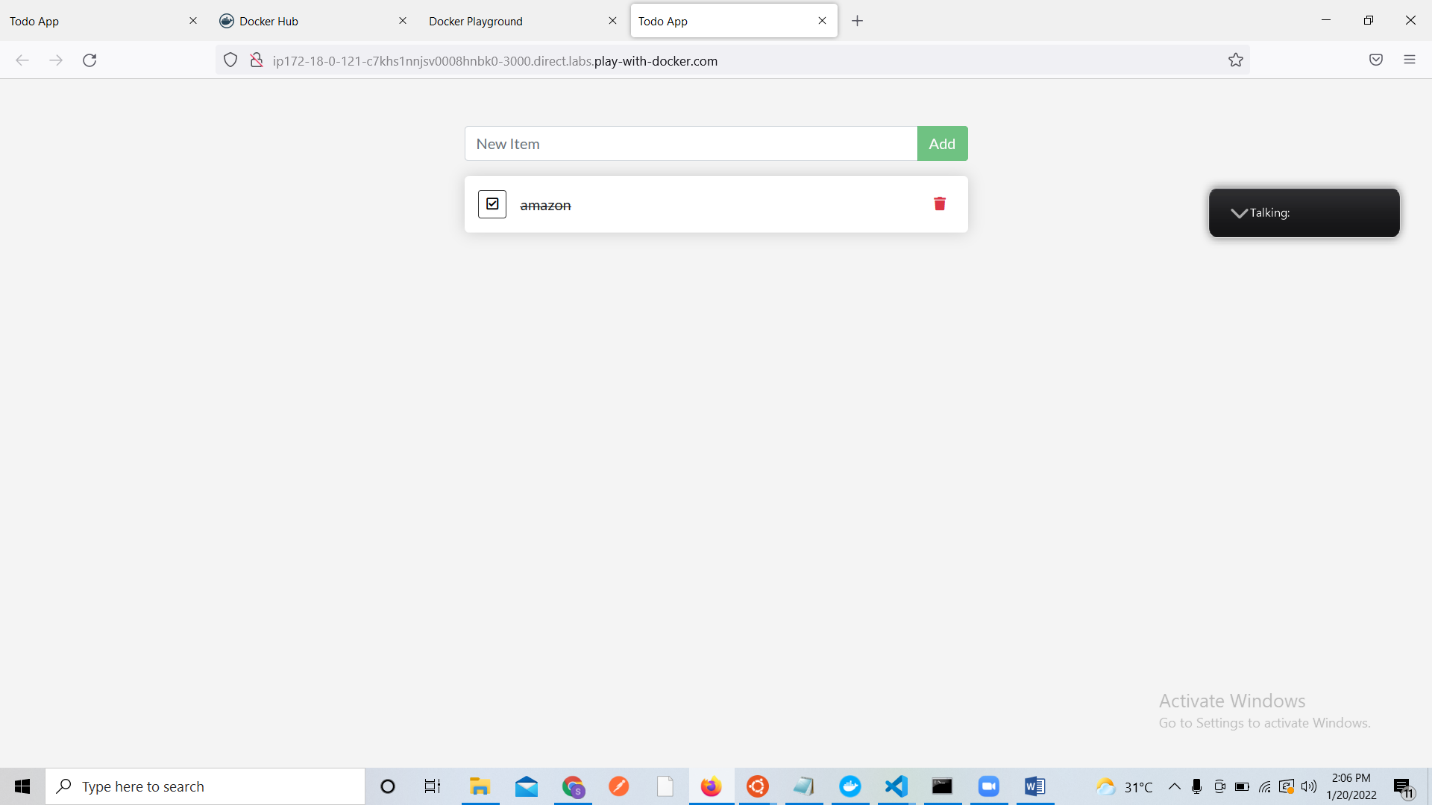 Todo App
Docker Hub
Docker Playground
Todo App
ip172-18-0-121-c7khs1nnjsv0008hnbk0-3000.direct.labs.play-with-docker.com
New Item
Add
amazon
Talking:
Activate Windows
Go to Settings to activate Windows.
Type here to search
S
W
31°C
2:06 PM
1/20/2022
11